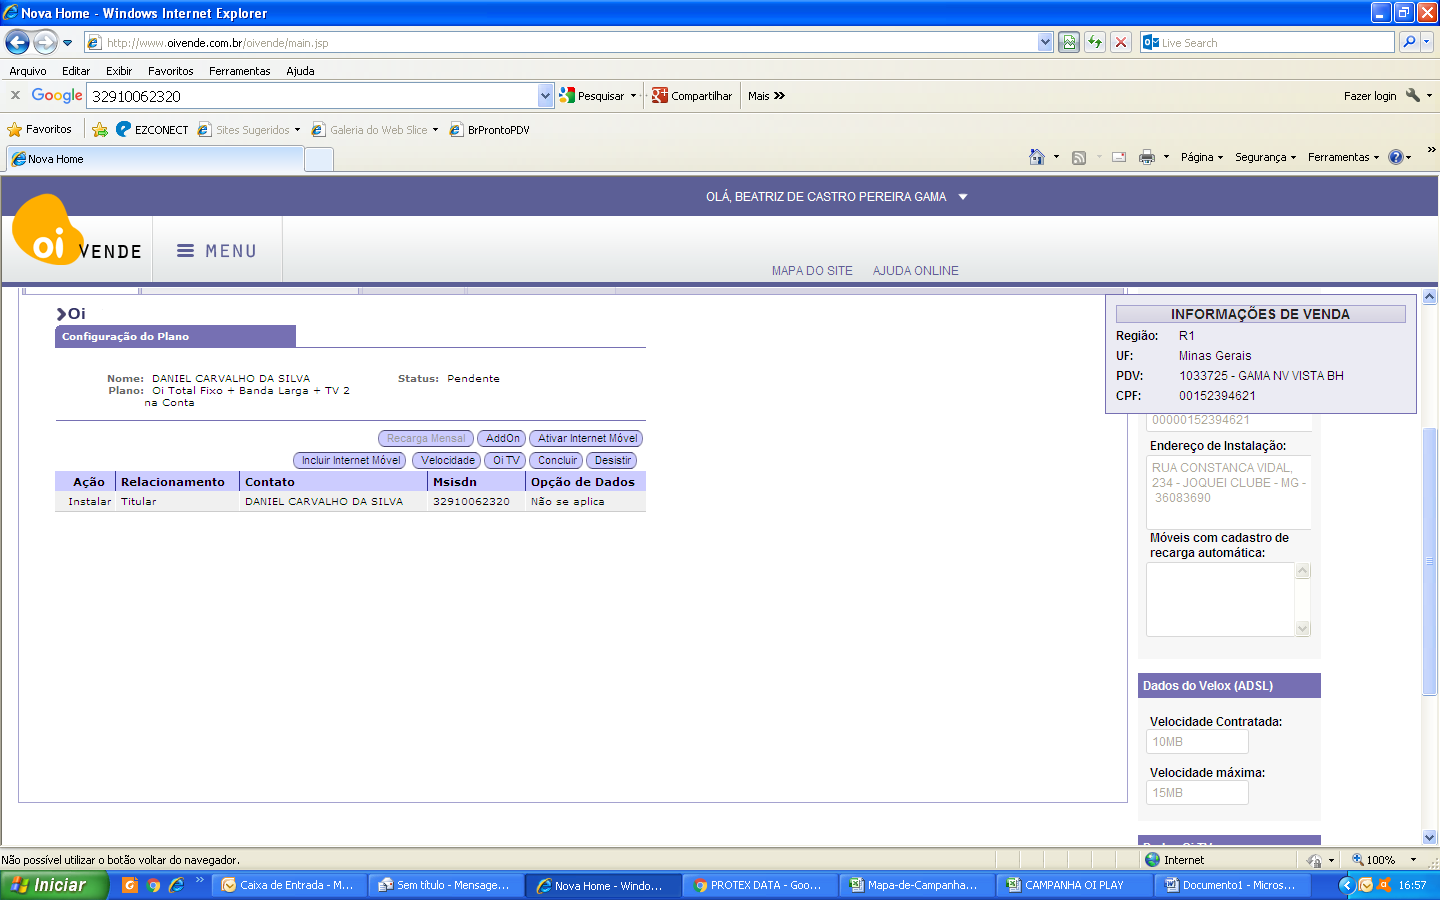 Nova Home - Windows Internet Explorer
http://www.oivende.com.br/oivende/main.jsp
Live Search
Arquivo Editar Exibir Favoritos Ferramentas Ajuda
x Google 32910062320 Pesquisar Compartilhar Mais »
Fazer login
Favoritos EZCONECT Sites Sugeridos Galeria do Web Slice BrProntoPDV
Nova Home
Página Segurança Ferramentas
OLÁ, BEATRIZ DE CASTRO PEREIRA GAMA
oi VENDE
MENU
MAPA DO SITE AJUDA ONLINE
Oi
Configuração do Plano
Nome: DANIEL CARVALHO DA SILVA Status: Pendente
Plano: Oi Total Fixo + Banda Larga + TV 2
na Conta
Recarga Mensal AddOn Ativar Internet Móvel
Incluir Internet Móvel Velocidade Oi TV Concluir Desistir
Ação Relacionamento Contato Msisdn Opção de Dados
Instalar Titular DANIEL CARVALHO DA SILVA 32910062320 Não se aplica
INFORMAÇÕES DE VENDA
Região: R1
UF: Minas Gerais
PDV: 1033725 - GAMA NV VISTA BH
CPF: 00152394621
00000152394621
Endereço de Instalação:
RUA CONSTANCA VIDAL,
234 - JOQUEI CLUBE - MG -
36083690
Móveis com cadastro de
recarga automática:
Dados do Velox (ADSL)
Velocidade Contratada:
10MB
Velocidade máxima:
15MB
Não possível utilizar o botão voltar do navegador.
Internet
100%
Iniciar
Caixa de Entrada - M...
Sem título - Mensage...
Nova Home - Windo...
PROTEX DATA - Goo...
Mapa-de-Campanha...
CAMPANHA OI PLAY
Documento1 - Micros...
16:57